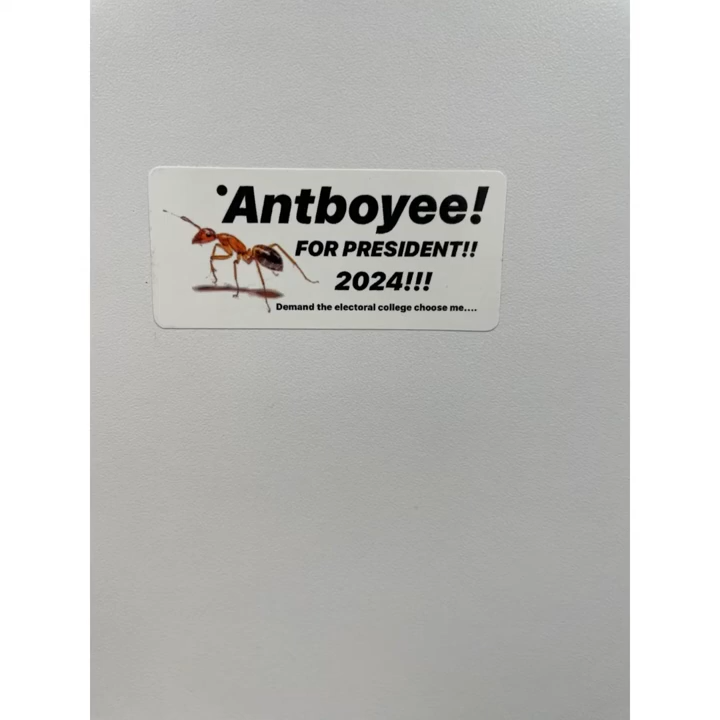 •Antboyee!
FOR PRESIDENT!!
2024!!!
Demand the electoral college choose me....